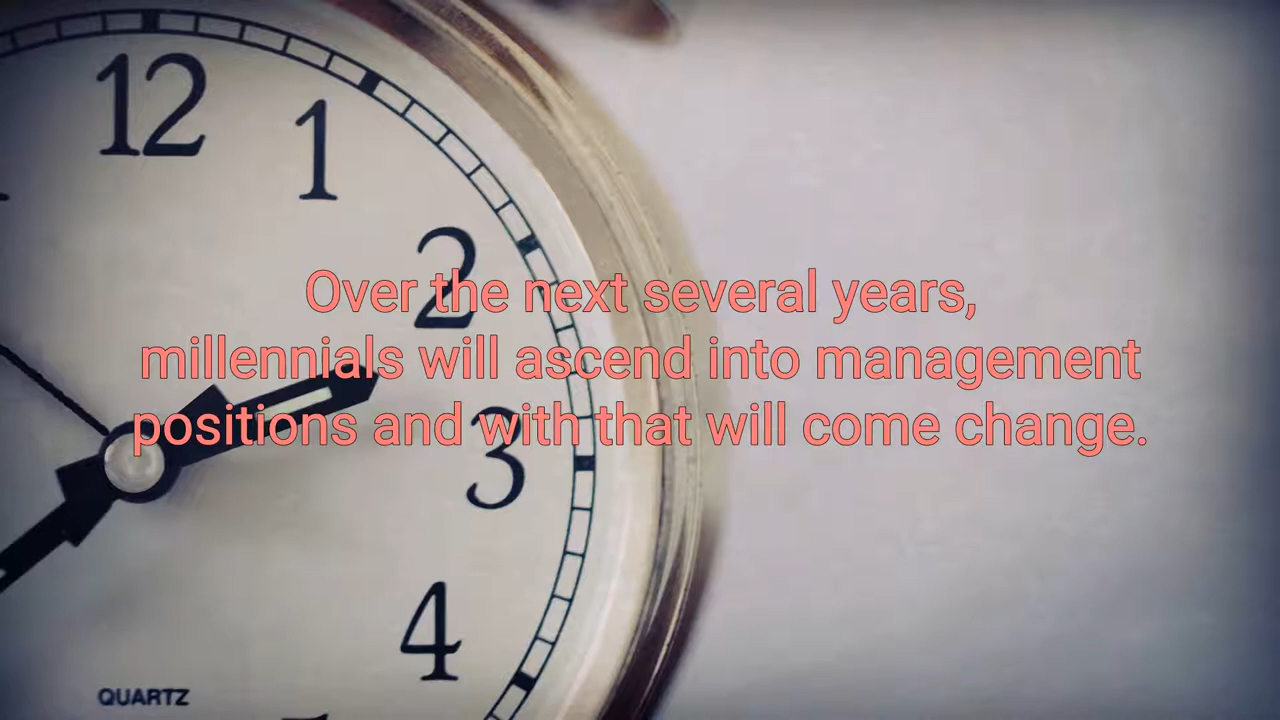 12
1
2
Over the next several years,
millennials will ascend into management
positions and with that will come change.
3
4
QUARTZ